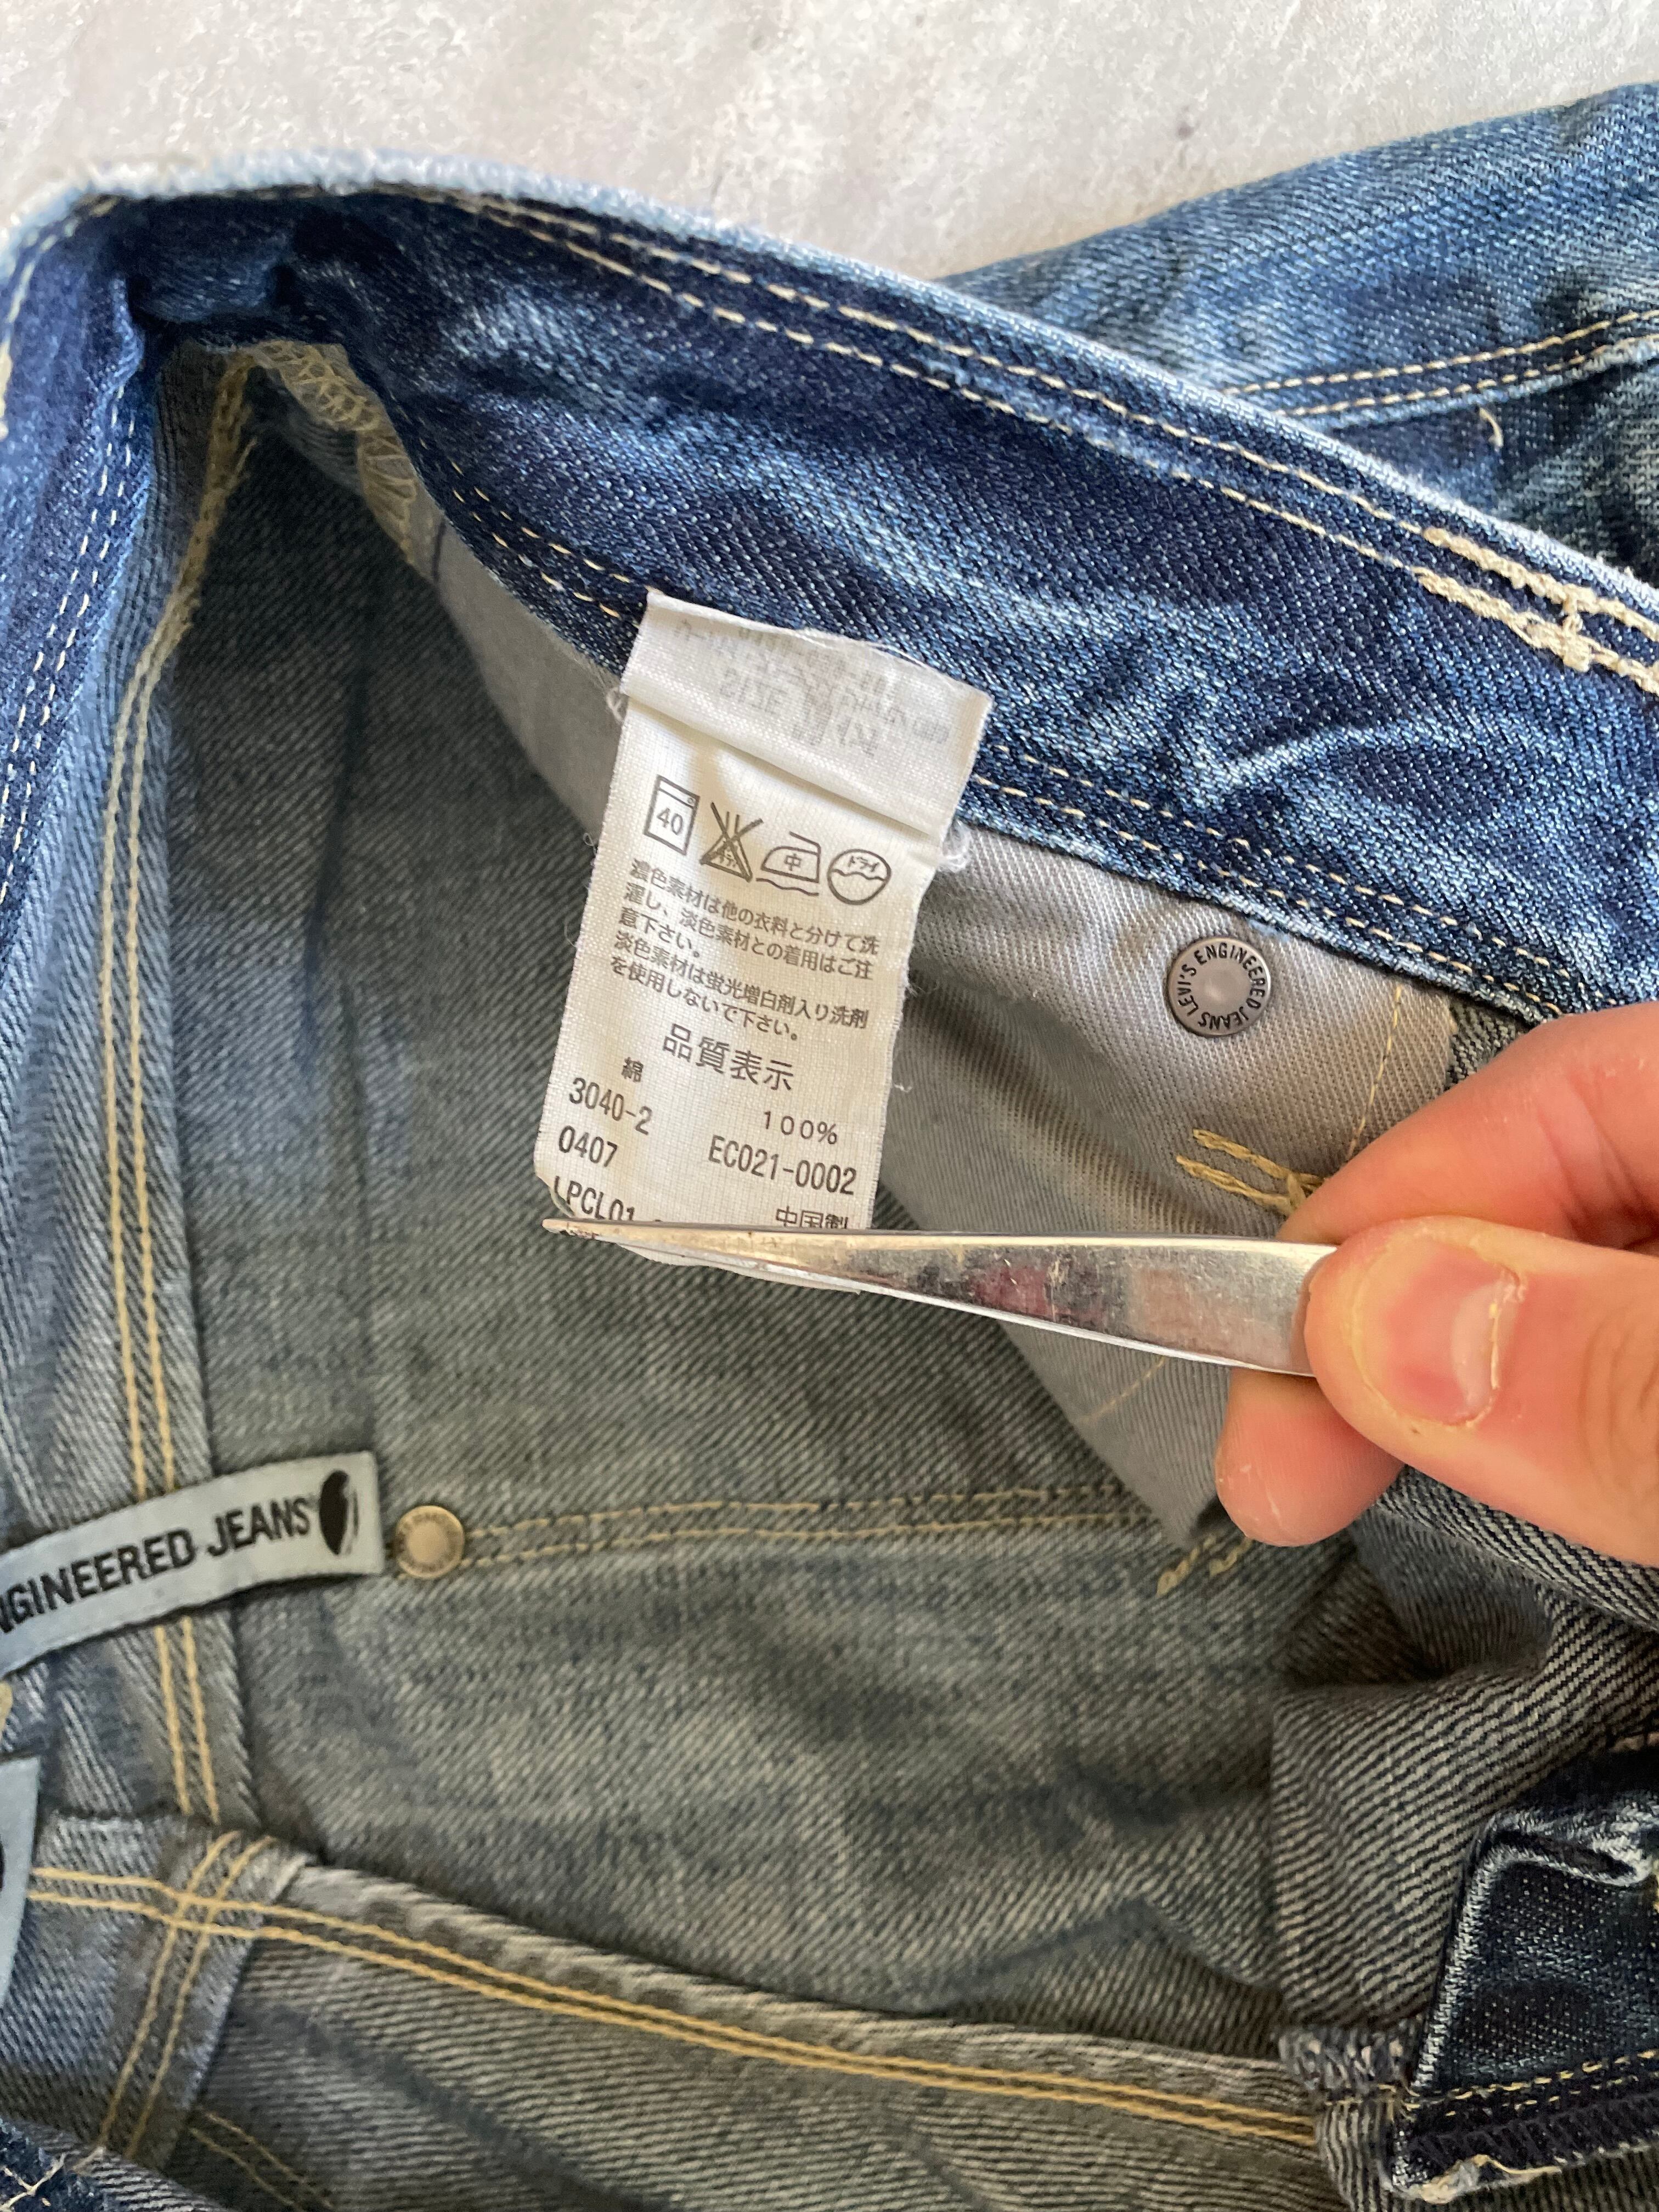 40
中
ドライ
濃色素材は他の衣料と分けて洗
濯し、淡色素材との着用はご注
意下さい。
淡色素材は蛍光増白剤入り洗剤
を使用しないで下さい。
品質表示
綿
100%
3040-2
EC021-0002
0407
中国製
LPCL01
LEVI'S ENGINEERED JEANS
NGINEERED JEANS